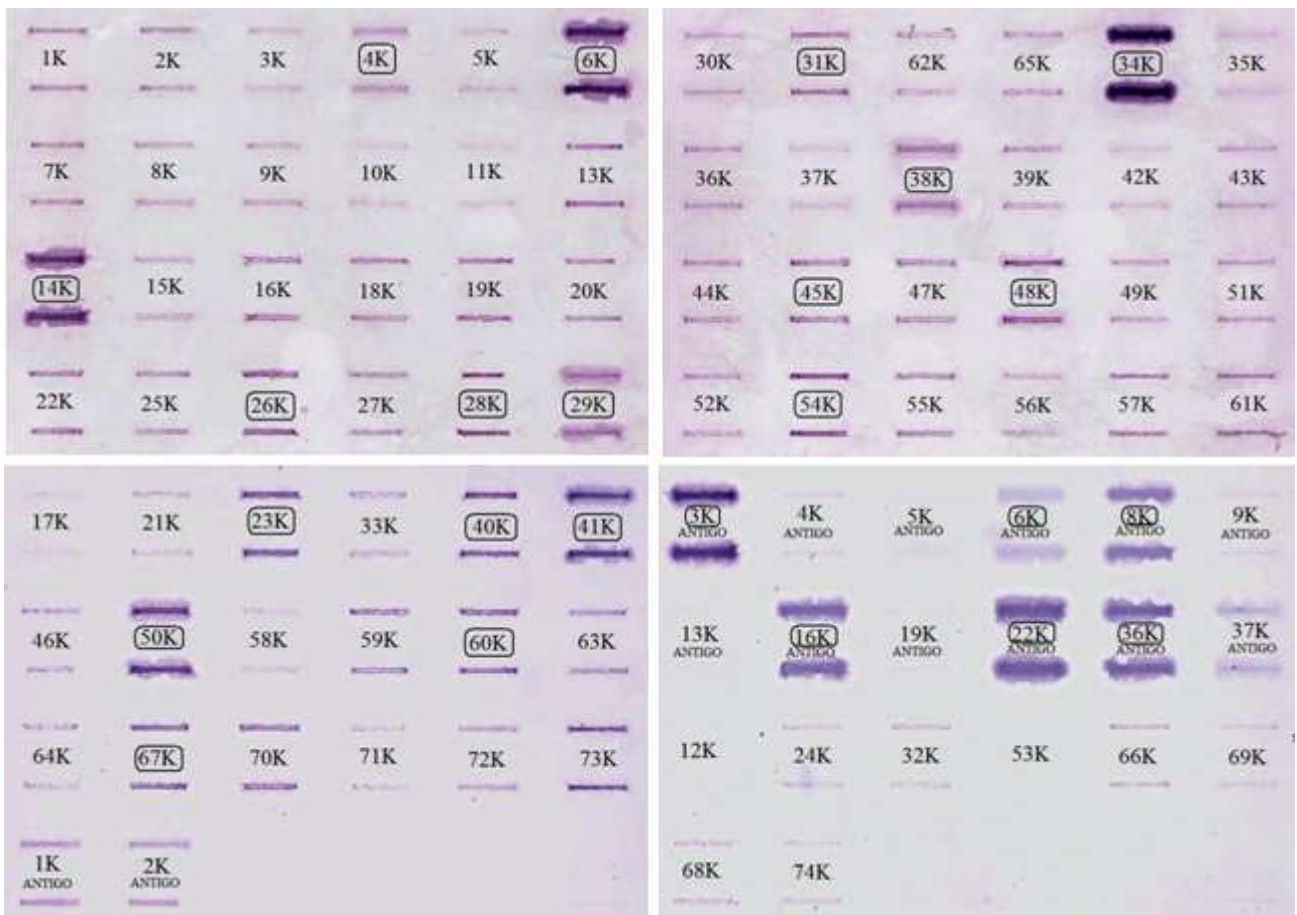 1K 2K 3K 4K 5K 6K
7K 8K 9K 10K 11K 13K
14K 15K 16K 18K 19K 20K
22K 25K 26K 27K 28K 29K
30K 31K 62K 65K 34K 35K
36K 37K 38K 39K 42K 43K
44K 45K 47K 48K 49K 51K
52K 54K 55K 56K 57K 61K
17K 21K 23K 33K 40K 41K
46K 50K 58K 59K 60K 63K
64K 67K 70K 71K 72K 73K
1K 2K
ANTIGO ANTIGO
3K 4K 5K 6K 8K 9K
ANTIGO ANTIGO ANTIGO ANTIGO ANTIGO ANTIGO
13K 16K 19K 22K 36K 37K
ANTIGO ANTIGO ANTIGO ANTIGO ANTIGO ANTIGO
12K 24K 32K 53K 66K 69K
68K 74K